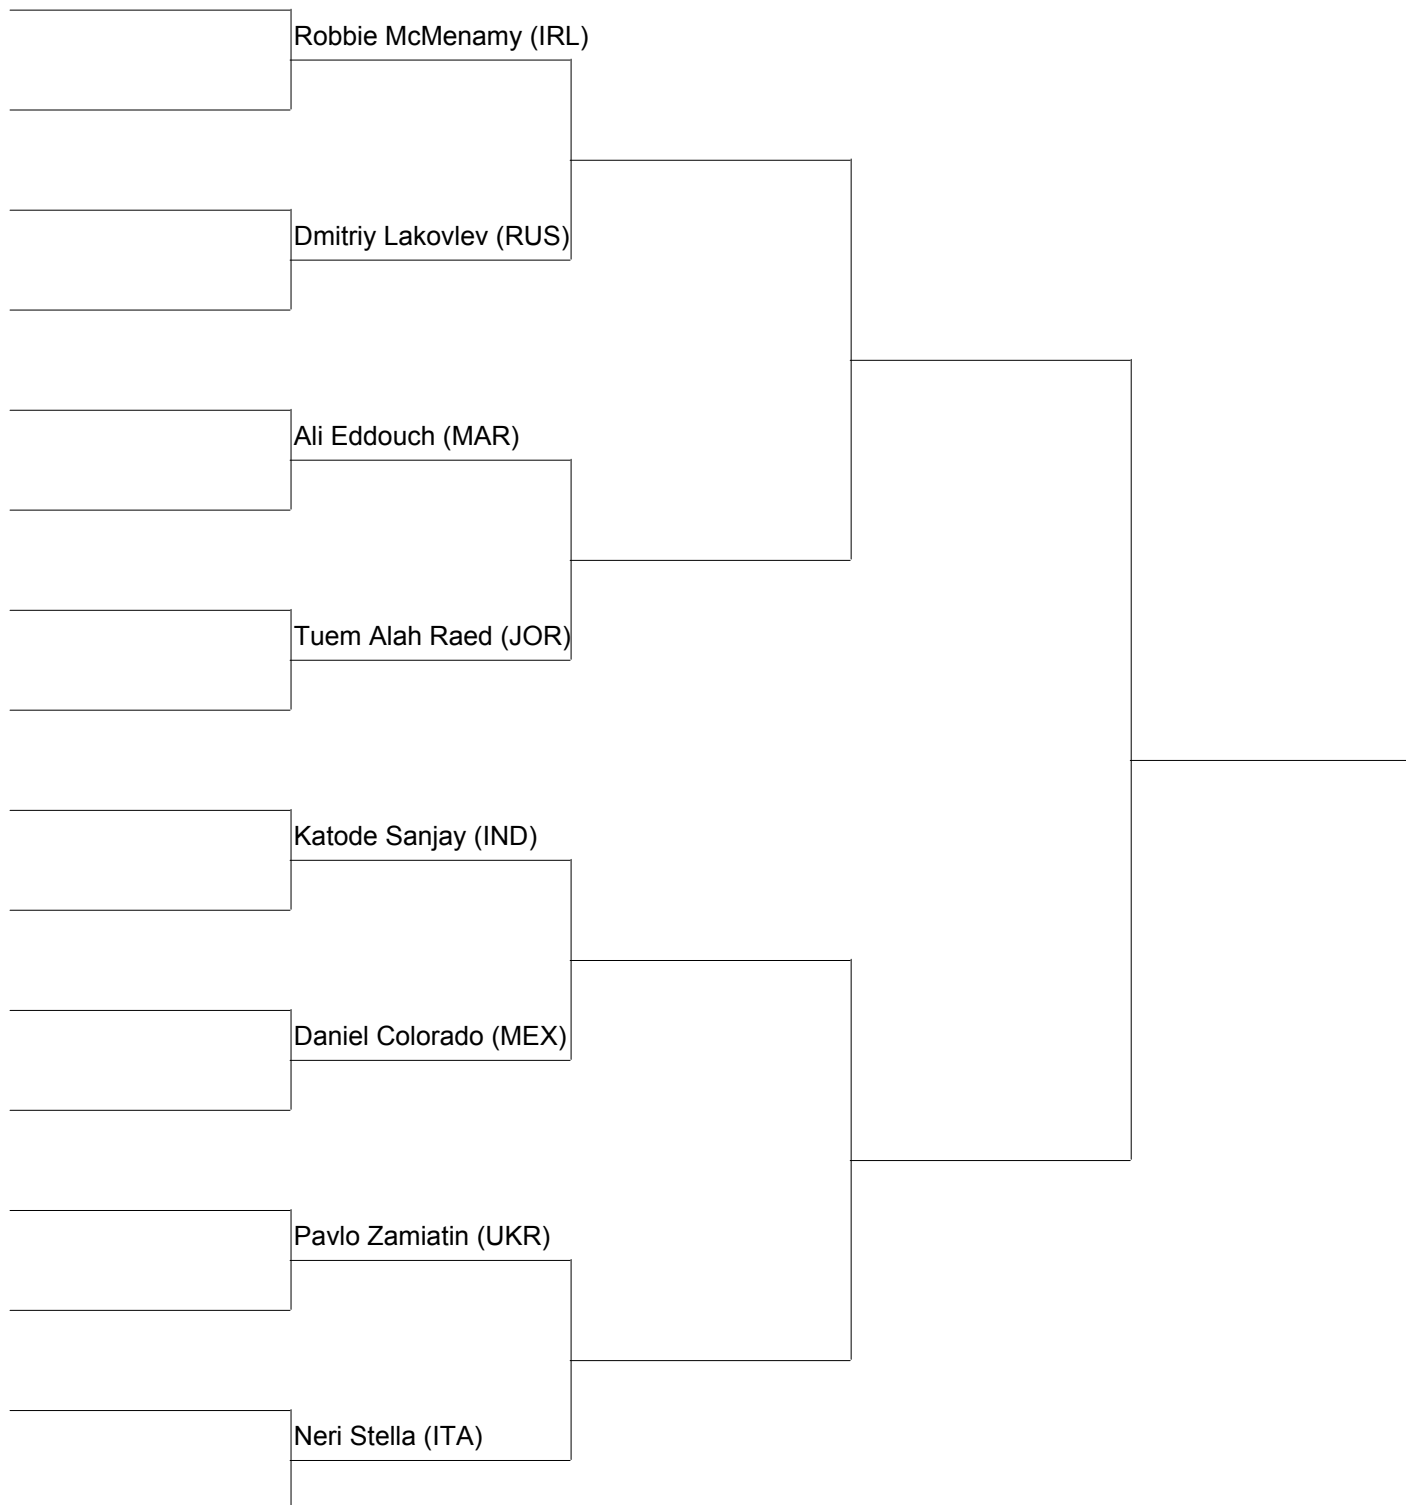 Robbie McMenamy (IRL)
Dmitriy Lakovlev (RUS)
Ali Eddouch (MAR)
Tuem Alah Raed (JOR)
Katode Sanjay (IND)
Daniel Colorado (MEX)
Pavlo Zamiatin (UKR)
Neri Stella (ITA)